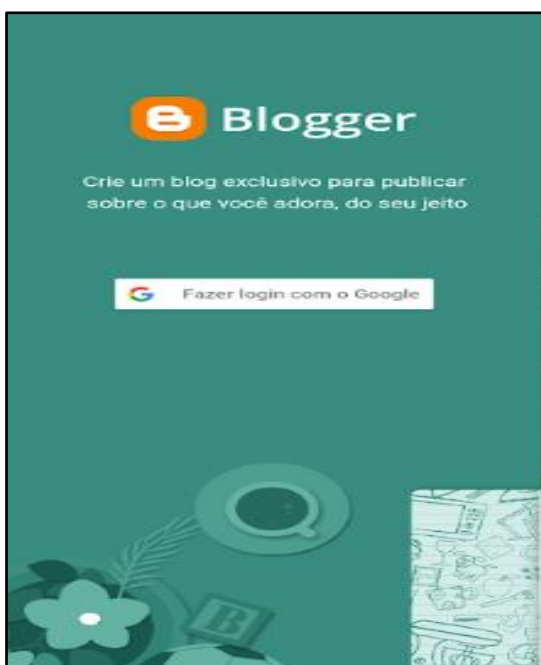 Blogger
Crie um blog exclusivo para publicar
sobre o que você adora, do seu jeito
Fazer login com o Google
B